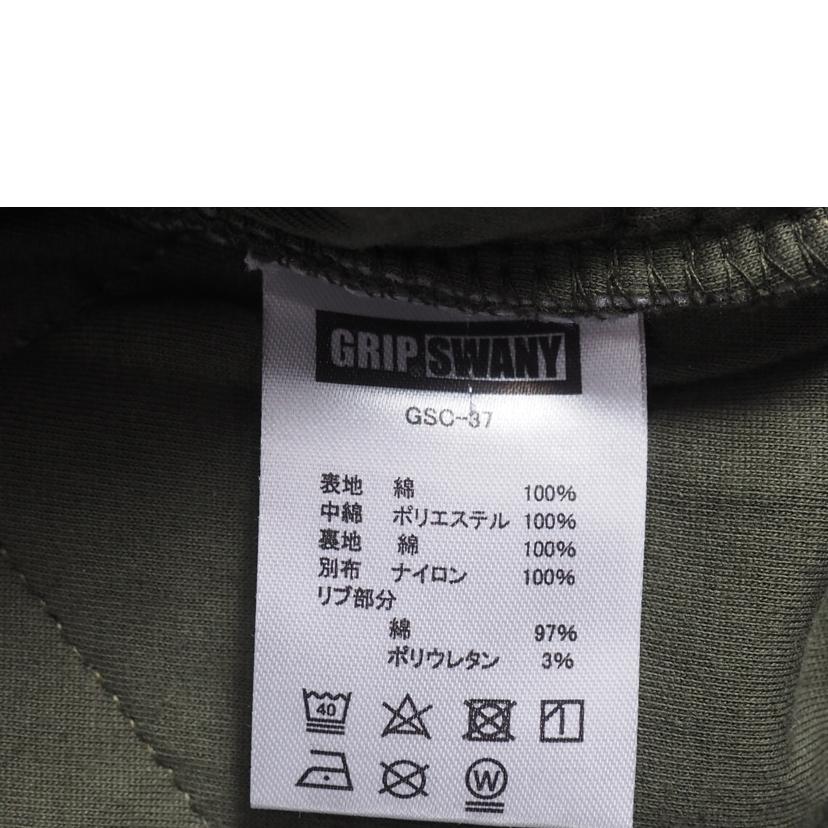 GRIP SWANY
GSC-37
表地 綿 100%
中綿 ポリエステル 100%
裏地 綿 100%
別布 ナイロン 100%
リブ部分
綿 97%
ポリウレタン 3%
40
W